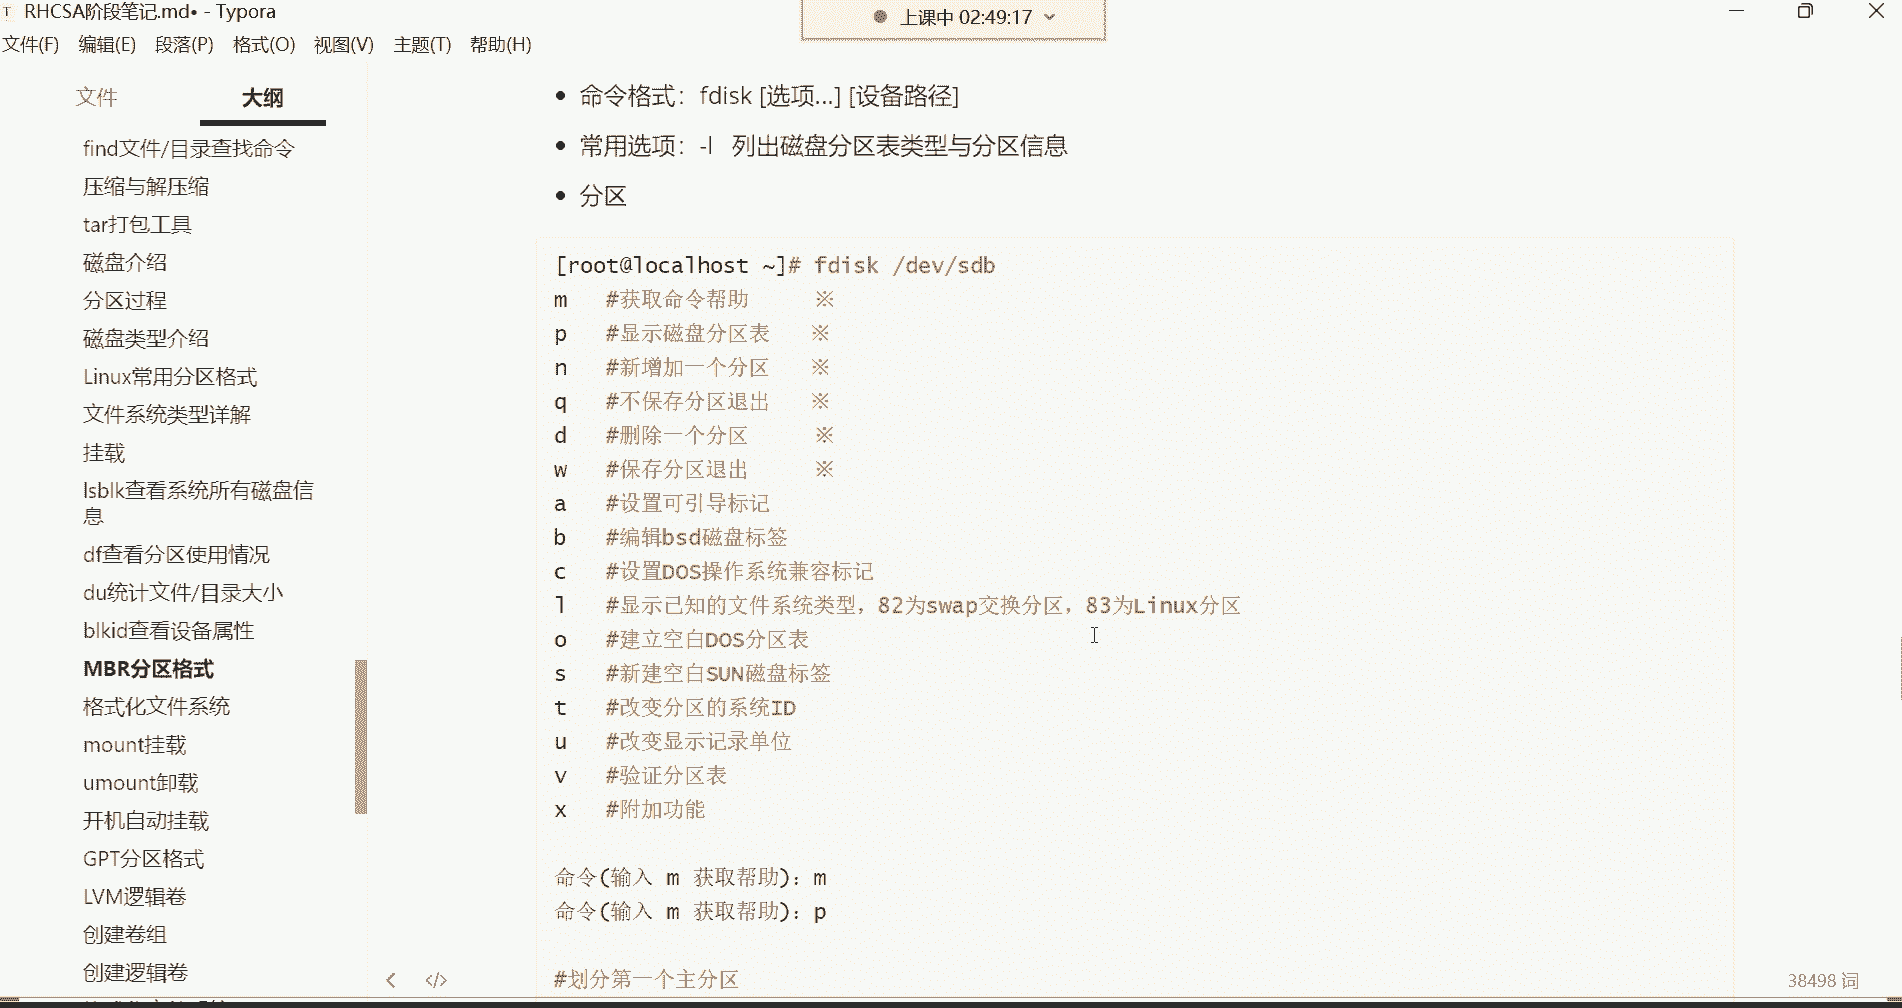 RHCSA阶段笔记.md• - Typora
上课中 02:49:17
文件(F) 编辑(E) 段落(P) 格式(O) 视图(V) 主题(T) 帮助(H)
文件 大纲
find文件/目录查找命令
压缩与解压缩
tar打包工具
磁盘介绍
分区过程
磁盘类型介绍
Linux常用分区格式
文件系统类型详解
挂载
lsblk查看系统所有磁盘信
息
df查看分区使用情况
du统计文件/目录大小
blkid查看设备属性
MBR分区格式
格式化文件系统
mount挂载
umount卸载
开机自动挂载
GPT分区格式
LVM逻辑卷
创建卷组
创建逻辑卷
• 命令格式：fdisk [选项...] [设备路径]
• 常用选项：-l 列出磁盘分区表类型与分区信息
• 分区
[root@localhost ~]# fdisk /dev/sdb
m #获取命令帮助 ※
p #显示磁盘分区表 ※
n #新增加一个分区 ※
q #不保存分区退出 ※
d #删除一个分区 ※
w #保存分区退出 ※
a #设置可引导标记
b #编辑bsd磁盘标签
c #设置DOS操作系统兼容标记
l #显示已知的文件系统类型，82为swap交换分区，83为Linux分区
o #建立空白DOS分区表
s #新建空白SUN磁盘标签
t #改变分区的系统ID
u #改变显示记录单位
v #验证分区表
x #附加功能
命令(输入 m 获取帮助)：m
命令(输入 m 获取帮助)：p
#划分第一个主分区
38498 词